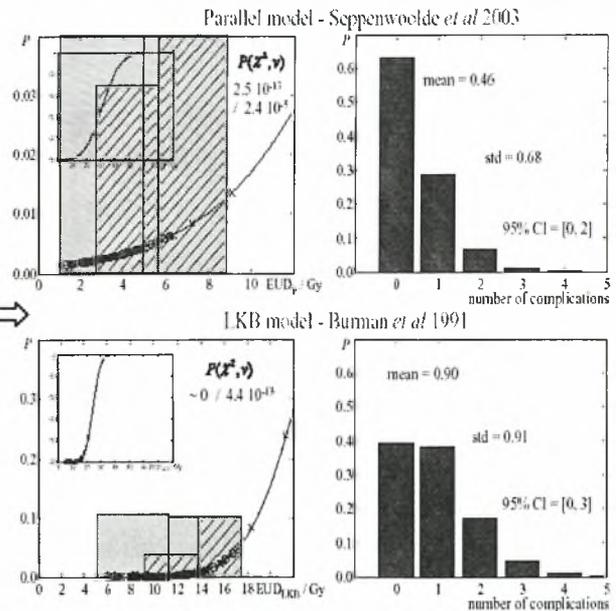 Parallel model - Seppenwoolde et al 2003
P
0.03
0.02
0.01
0.00
0 2 4 6 8 10 EUDp/Gy
P(χ², ν)
2.5 10⁻¹³
P
0.6
0.5
0.4
0.3
0.2
0.1
0.0
mean = 0.46
std = 0.68
95% CI = [0, 2]
0 1 2 3 4 5
number of complications
LKB model - Burman et al 1991
P
0.3
0.2
0.1
0.0
0 2 4 6 8 10 12 14 16 18 EUD_LKB/Gy
P(χ², ν)
~ 0 / 4.4 10⁻¹³
P
0.6
0.5
0.4
0.3
0.2
0.1
0.0
mean = 0.90
std = 0.91
95% CI = [0, 3]
0 1 2 3 4 5
number of complications